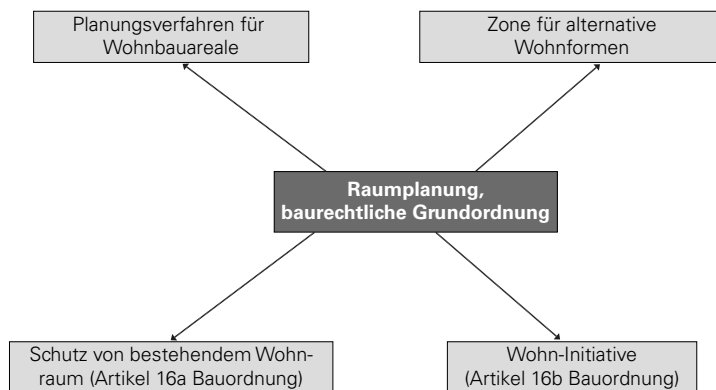 Planungsverfahren für
Wohnbauareale
Zone für alternative
Wohnformen
Raumplanung,
baurechtliche Grundordnung
Schutz von bestehendem Wohn-
raum (Artikel 16a Bauordnung)
Wohn-Initiative
(Artikel 16b Bauordnung)